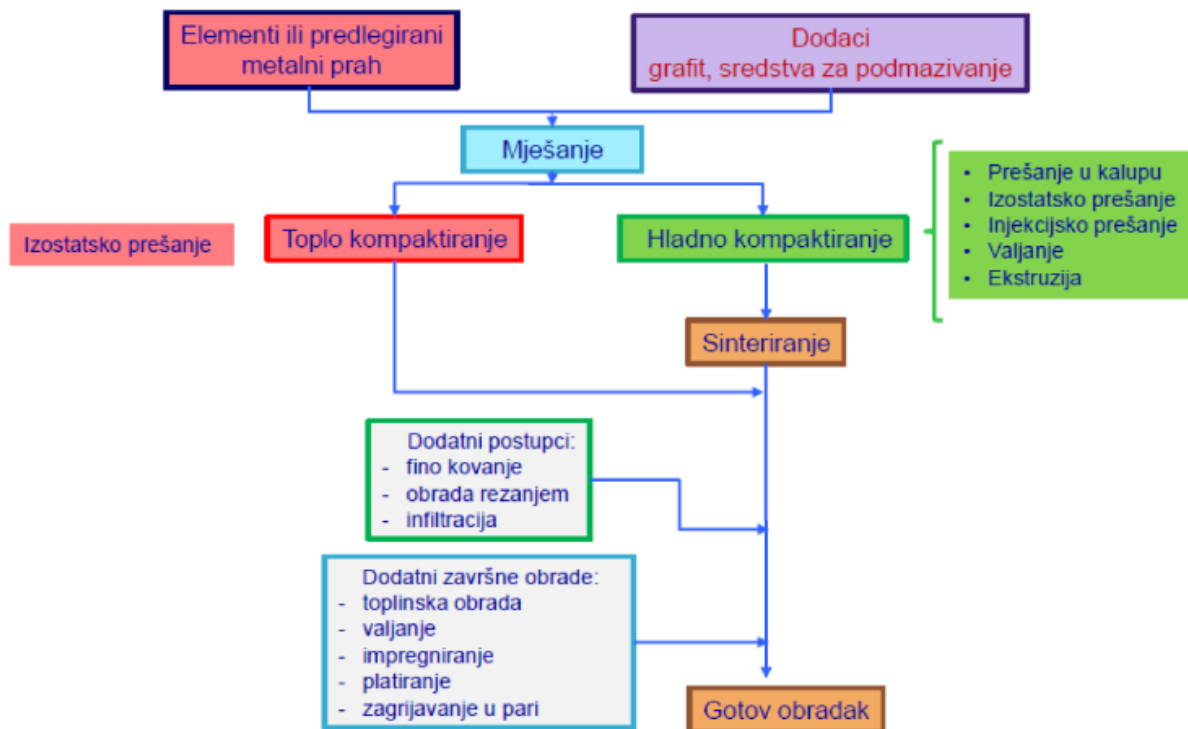 Elementi ili predlegirani
metalni prah
Dodaci
grafit, sredstva za podmazivanje
Mješanje
Izostatsko prešanje
Toplo kompaktiranje
Hladno kompaktiranje
• Prešanje u kalupu
• Izostatsko prešanje
• Injekcijsko prešanje
• Valjanje
• Ekstruzija
Sinteriranje
Dodatni postupci:
- fino kovanje
- obrada rezanjem
- infiltracija
Dodatni završne obrade:
- toplinska obrada
- valjanje
- impregniranje
- platiranje
- zagrijavanje u pari
Gotov obradak